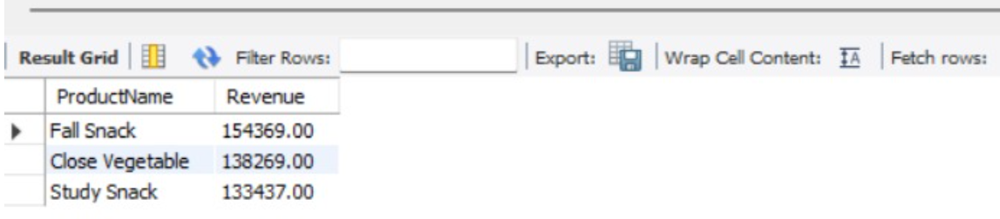 Result Grid Filter Rows: Export: Wrap Cell Content: IA Fetch rows:
ProductName Revenue
Fall Snack 154369.00
Close Vegetable 138269.00
Study Snack 133437.00